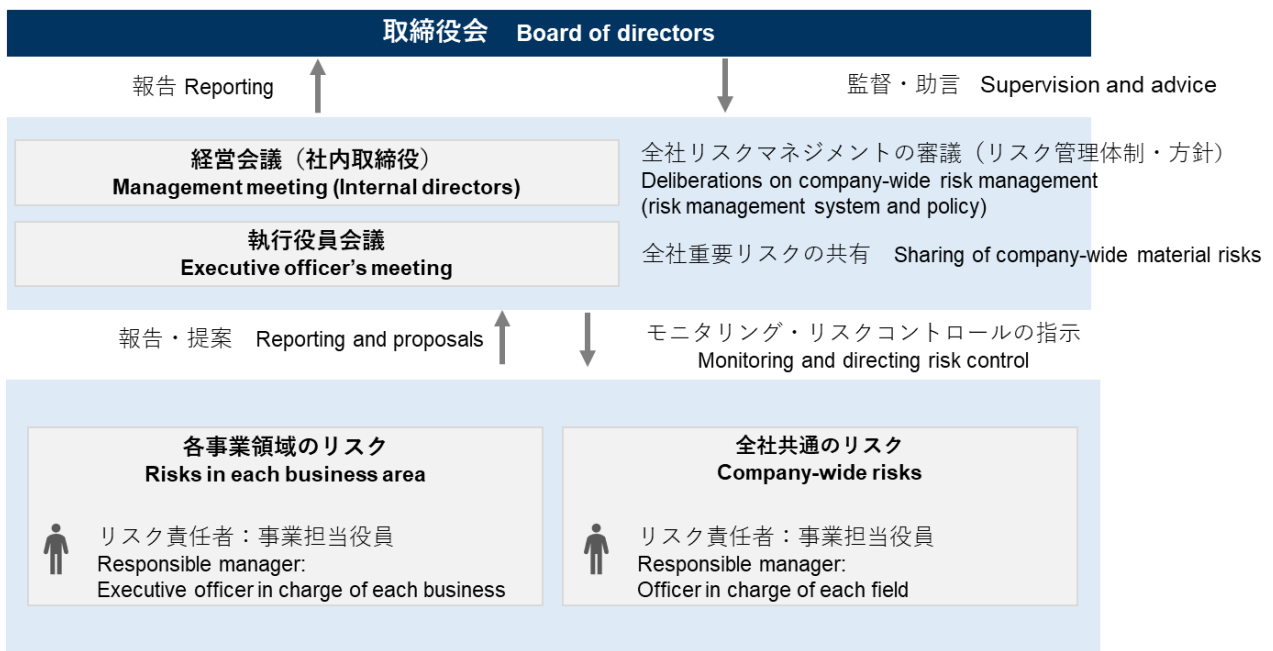 取締役会 Board of directors
報告 Reporting
監督・助言 Supervision and advice
経営会議（社内取締役）
Management meeting (Internal directors)
執行役員会議
Executive officer’s meeting
全社リスクマネジメントの審議（リスク管理体制・方針）
Deliberations on company-wide risk management
(risk management system and policy)
全社重要リスクの共有 Sharing of company-wide material risks
報告・提案 Reporting and proposals
モニタリング・リスクコントロールの指示
Monitoring and directing risk control
各事業領域のリスク
Risks in each business area
リスク責任者：事業担当役員
Responsible manager:
Executive officer in charge of each business
全社共通のリスク
Company-wide risks
リスク責任者：事業担当役員
Responsible manager:
Officer in charge of each field